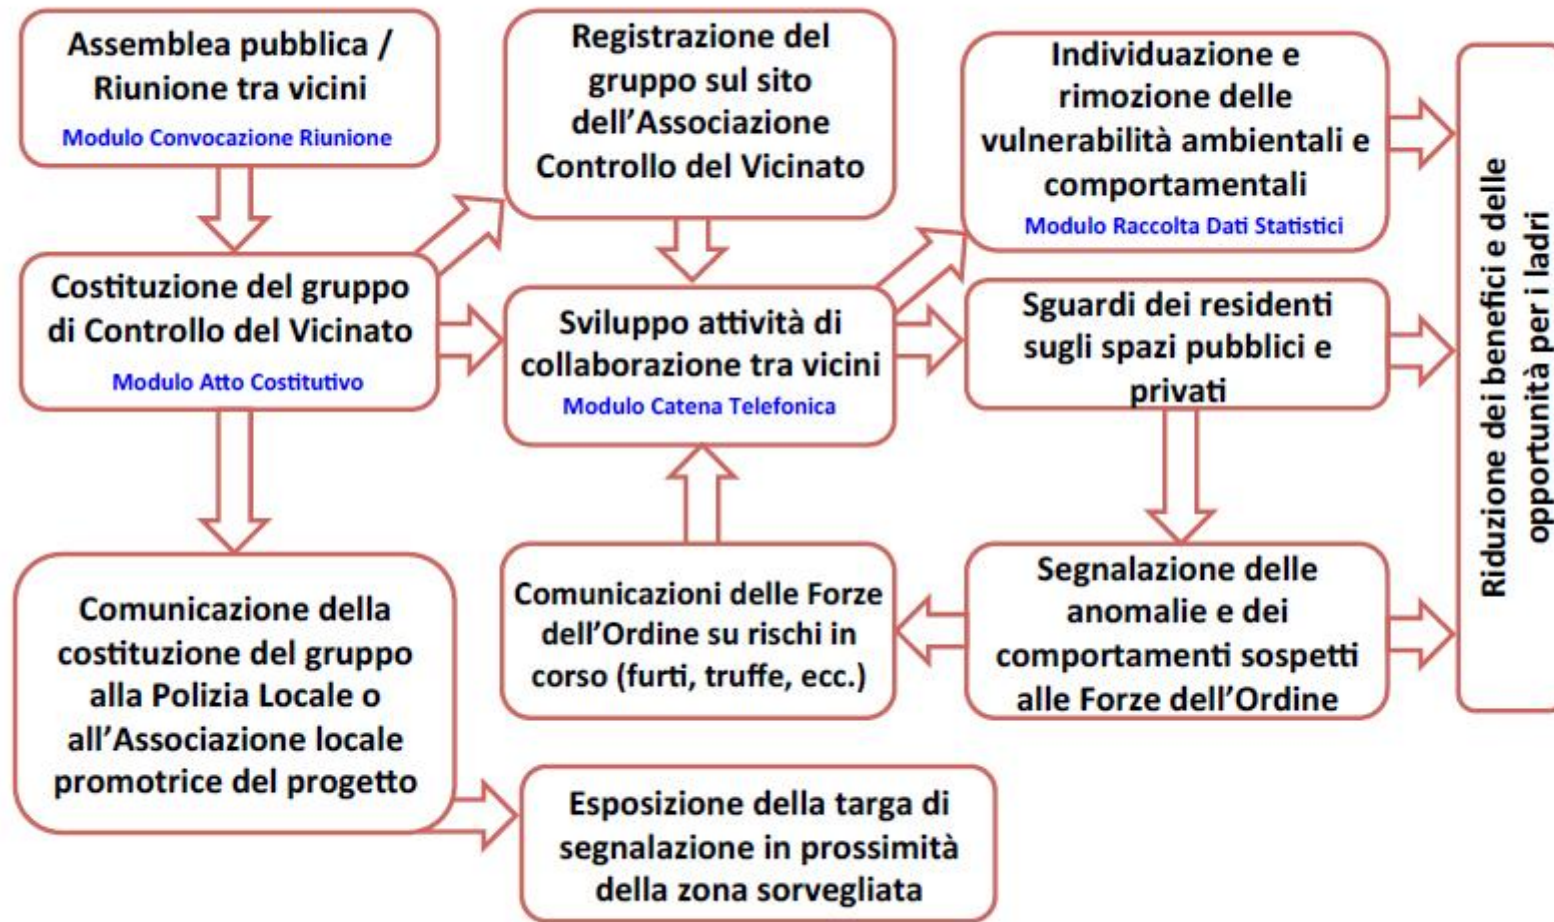 Assemblea pubblica /
Riunione tra vicini
Modulo Convocazione Riunione
Costituzione del gruppo
di Controllo del Vicinato
Modulo Atto Costitutivo
Comunicazione della
costituzione del gruppo
alla Polizia Locale o
all'Associazione locale
promotrice del progetto
Registrazione del
gruppo sul sito
dell'Associazione
Controllo del Vicinato
Sviluppo attività di
collaborazione tra vicini
Modulo Catena Telefonica
Comunicazioni delle Forze
dell'Ordine su rischi in
corso (furti, truffe, ecc.)
Esposizione della targa di
segnalazione in prossimità
della zona sorvegliata
Individuazione e
rimozione delle
vulnerabilità ambientali e
comportamentali
Modulo Raccolta Dati Statistici
Sguardi dei residenti
sugli spazi pubblici e
privati
Segnalazione delle
anomalie e dei
comportamenti sospetti
alle Forze dell'Ordine
Riduzione dei benefici e delle
opportunità per i ladri